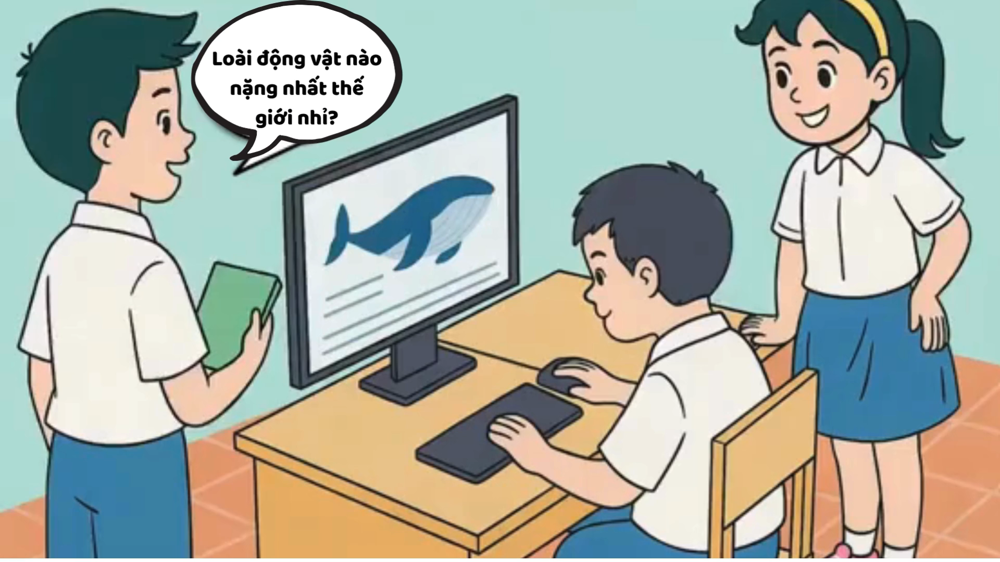 Loài động vật nào
nặng nhất thế
giới nhỉ?